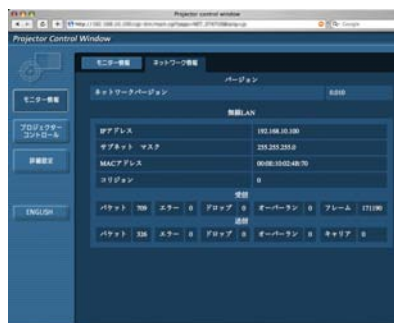 Projector control window
Projector Control Window
モニター情報
ネットワーク情報
モニター情報
プロジェクターコントロール
詳細設定
ENGLISH
バージョン
ネットワークバージョン 0.010
無線LAN
IPアドレス 192.168.10.100
サブネット マスク 255.255.255.0
MACアドレス
コリジョン 0
受信
パケット 709 エラー 0 ドロップ 0 オーバーラン 0 フレーム 171190
送信
パケット 326 エラー 0 ドロップ 0 オーバーラン 0 キャリア 0